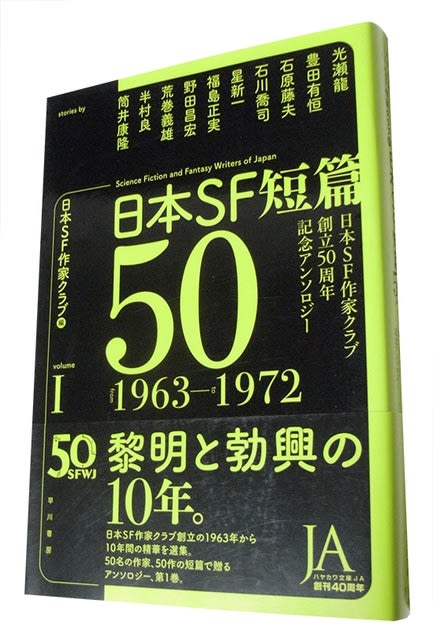 stories by
光瀬龍
豊田有恒
石原藤夫
石川喬司
星新一
福島正実
野田昌宏
荒巻義雄
半村良
筒井康隆
Science Fiction and Fantasy Writers of Japan
日本SF短篇
50
日本SF作家クラブ
創立50周年
記念アンソロジー
日本SF作家クラブ 編
volume
I
from 1963—to 1972
50
SFWJ
黎明と勃興の
10年。
日本SF作家クラブ創立の1963年から
10年間の精華を選集。
50名の作家、50作の短篇で贈る
アンソロジー、第1巻。
早川書房
JA
ハヤカワ文庫JA
創刊40周年